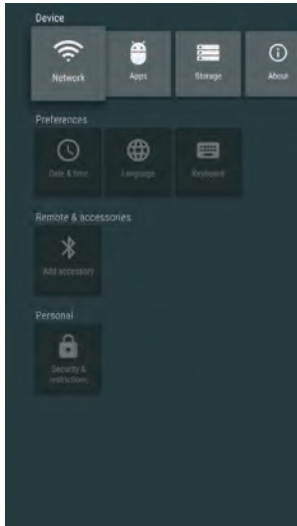 Device
Network Apps Storage About
Preferences
Date & time Language Keyboard
Remote & accessories
Add accessory
Personal
Security &
restrictions